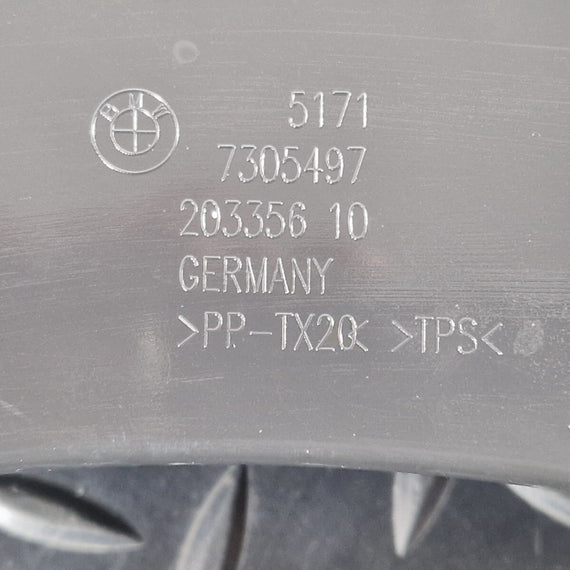 BMW
5171
7305497
203356 10
GERMANY
>PP-TX20< >TPS<